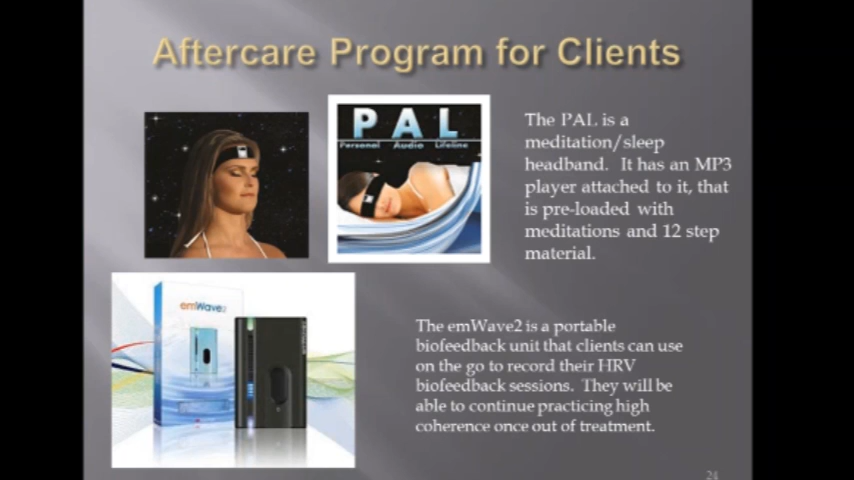 Aftercare Program for Clients
PAL
Personal Audio Lifeline
The PAL is a
meditation/sleep
headband. It has an MP3
player attached to it, that
is pre-loaded with
meditations and 12 step
material.
emWave2
The emWave2 is a portable
biofeedback unit that clients can use
on the go to record their HRV
biofeedback sessions. They will be
able to continue practicing high
coherence once out of treatment.
24